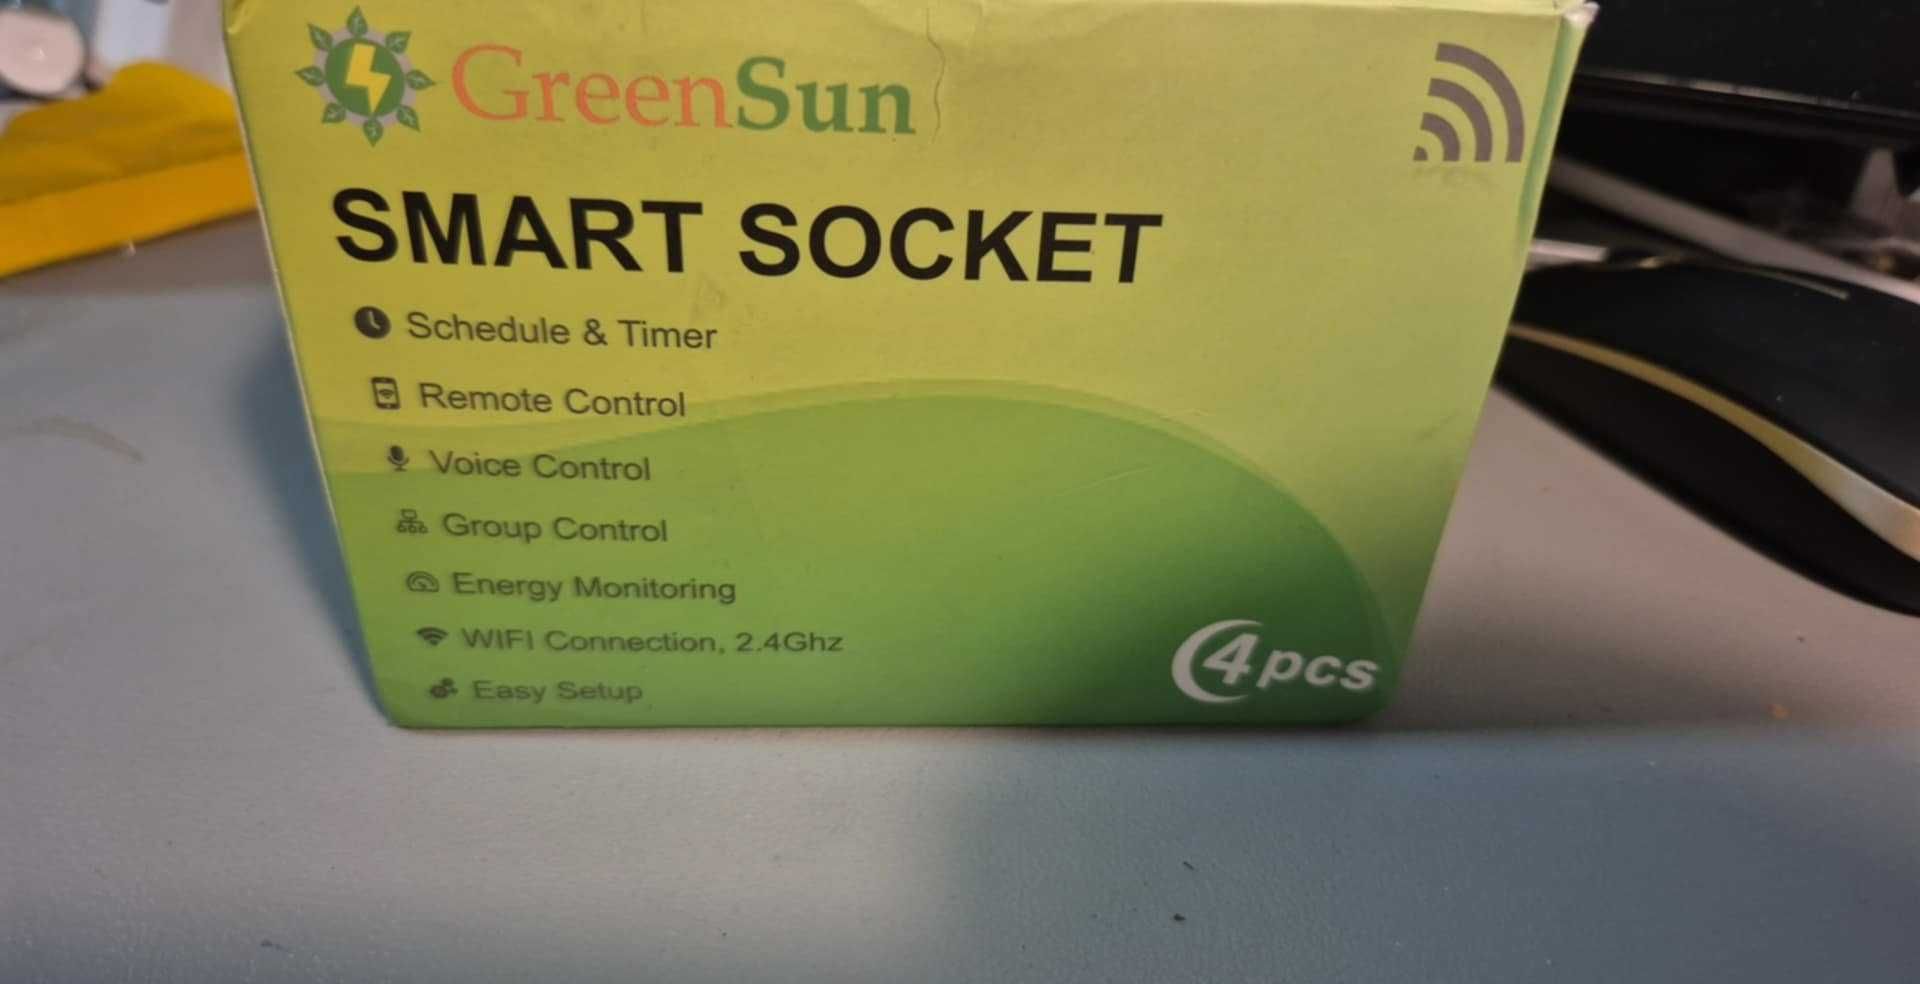 GreenSun
SMART SOCKET
Schedule & Timer
Remote Control
Voice Control
Group Control
Energy Monitoring
WIFI Connection, 2.4Ghz
Easy Setup
4pcs